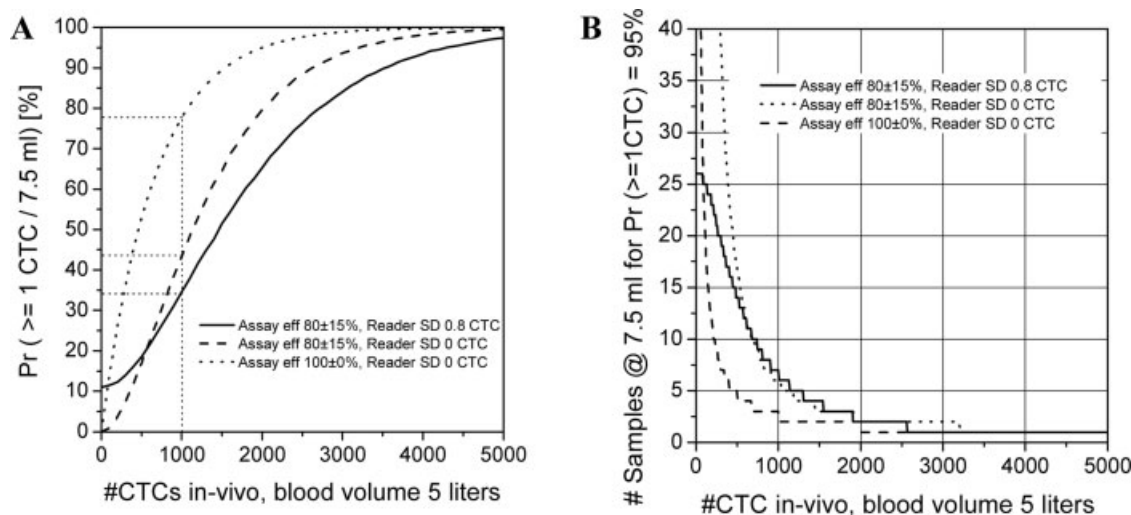 A
Pr ( >= 1 CTC / 7.5 ml) [%]
100
90
80
70
60
50
40
30
20
10
0
Assay eff 80±15%, Reader SD 0.8 CTC
Assay eff 80±15%, Reader SD 0 CTC
Assay eff 100±0%, Reader SD 0 CTC
0 1000 2000 3000 4000 5000
#CTCs in-vivo, blood volume 5 liters
B
# Samples @ 7.5 ml for Pr (>=1CTC) = 95%
40
35
30
25
20
15
10
5
0
Assay eff 80±15%, Reader SD 0.8 CTC
Assay eff 80±15%, Reader SD 0 CTC
Assay eff 100±0%, Reader SD 0 CTC
0 1000 2000 3000 4000 5000
#CTC in-vivo, blood volume 5 liters